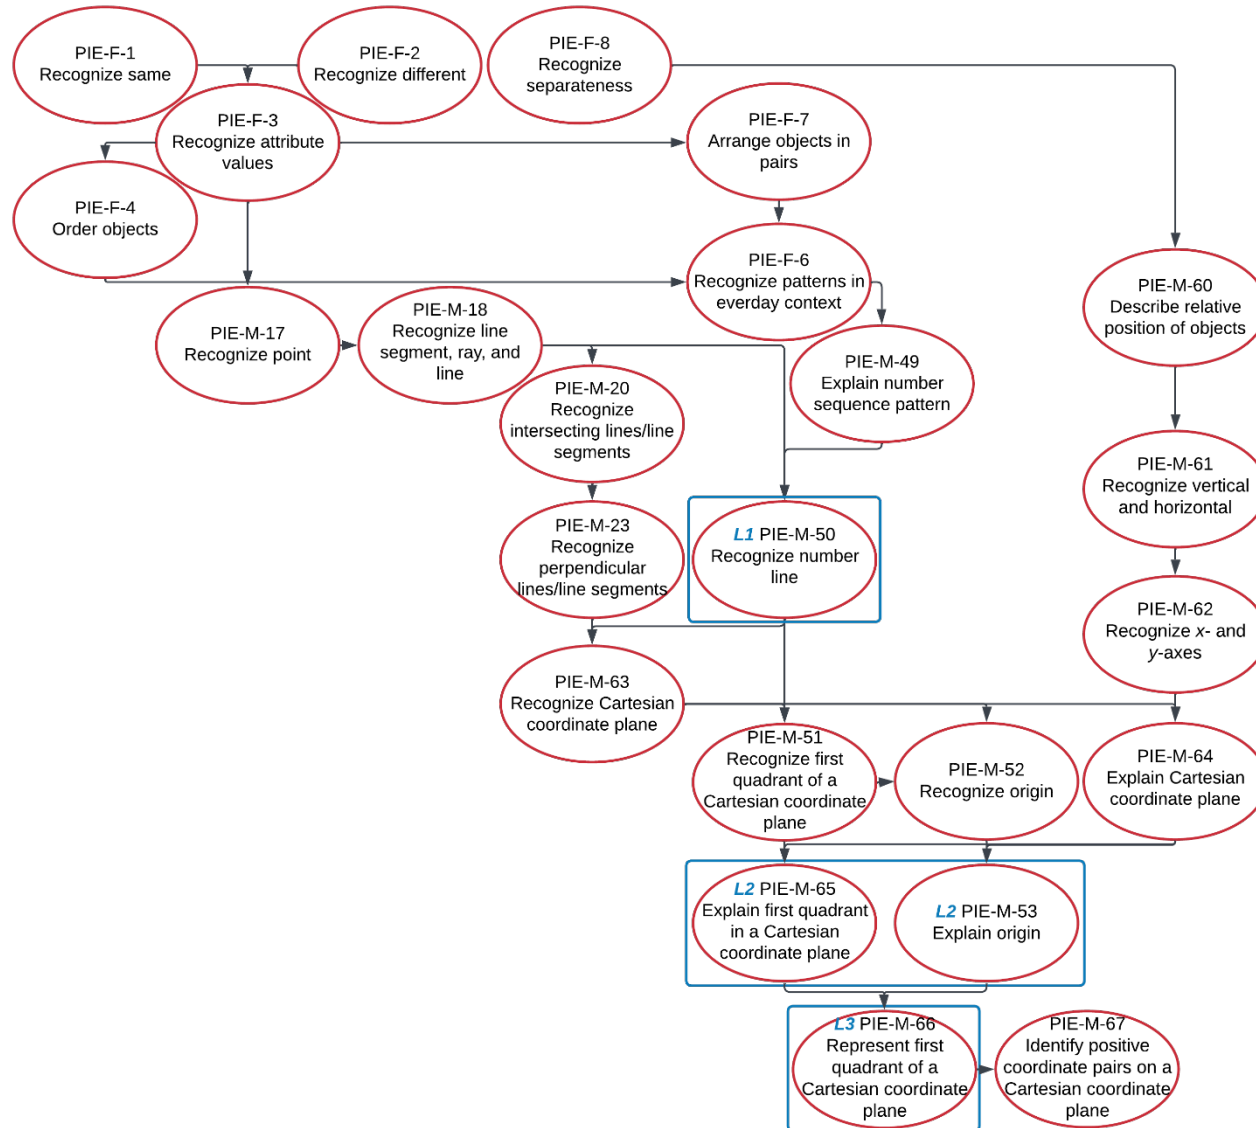 PIE-F-1
Recognize same
PIE-F-2
Recognize different
PIE-F-8
Recognize
separateness
PIE-F-3
Recognize attribute
values
PIE-F-7
Arrange objects in
pairs
PIE-F-4
Order objects
PIE-F-6
Recognize patterns in
everday context
PIE-M-60
Describe relative
position of objects
PIE-M-17
Recognize point
PIE-M-18
Recognize line
segment, ray, and
line
PIE-M-49
Explain number
sequence pattern
PIE-M-20
Recognize
intersecting lines/line
segments
PIE-M-61
Recognize vertical
and horizontal
PIE-M-23
Recognize
perpendicular
lines/line segments
L1 PIE-M-50
Recognize number
line
PIE-M-62
Recognize x- and
y-axes
PIE-M-63
Recognize Cartesian
coordinate plane
PIE-M-51
Recognize first
quadrant of a
Cartesian coordinate
plane
PIE-M-52
Recognize origin
PIE-M-64
Explain Cartesian
coordinate plane
L2 PIE-M-65
Explain first quadrant
in a Cartesian
coordinate plane
L2 PIE-M-53
Explain origin
L3 PIE-M-66
Represent first
quadrant of a
Cartesian coordinate
plane
PIE-M-67
Identify positive
coordinate pairs on a
Cartesian coordinate
plane